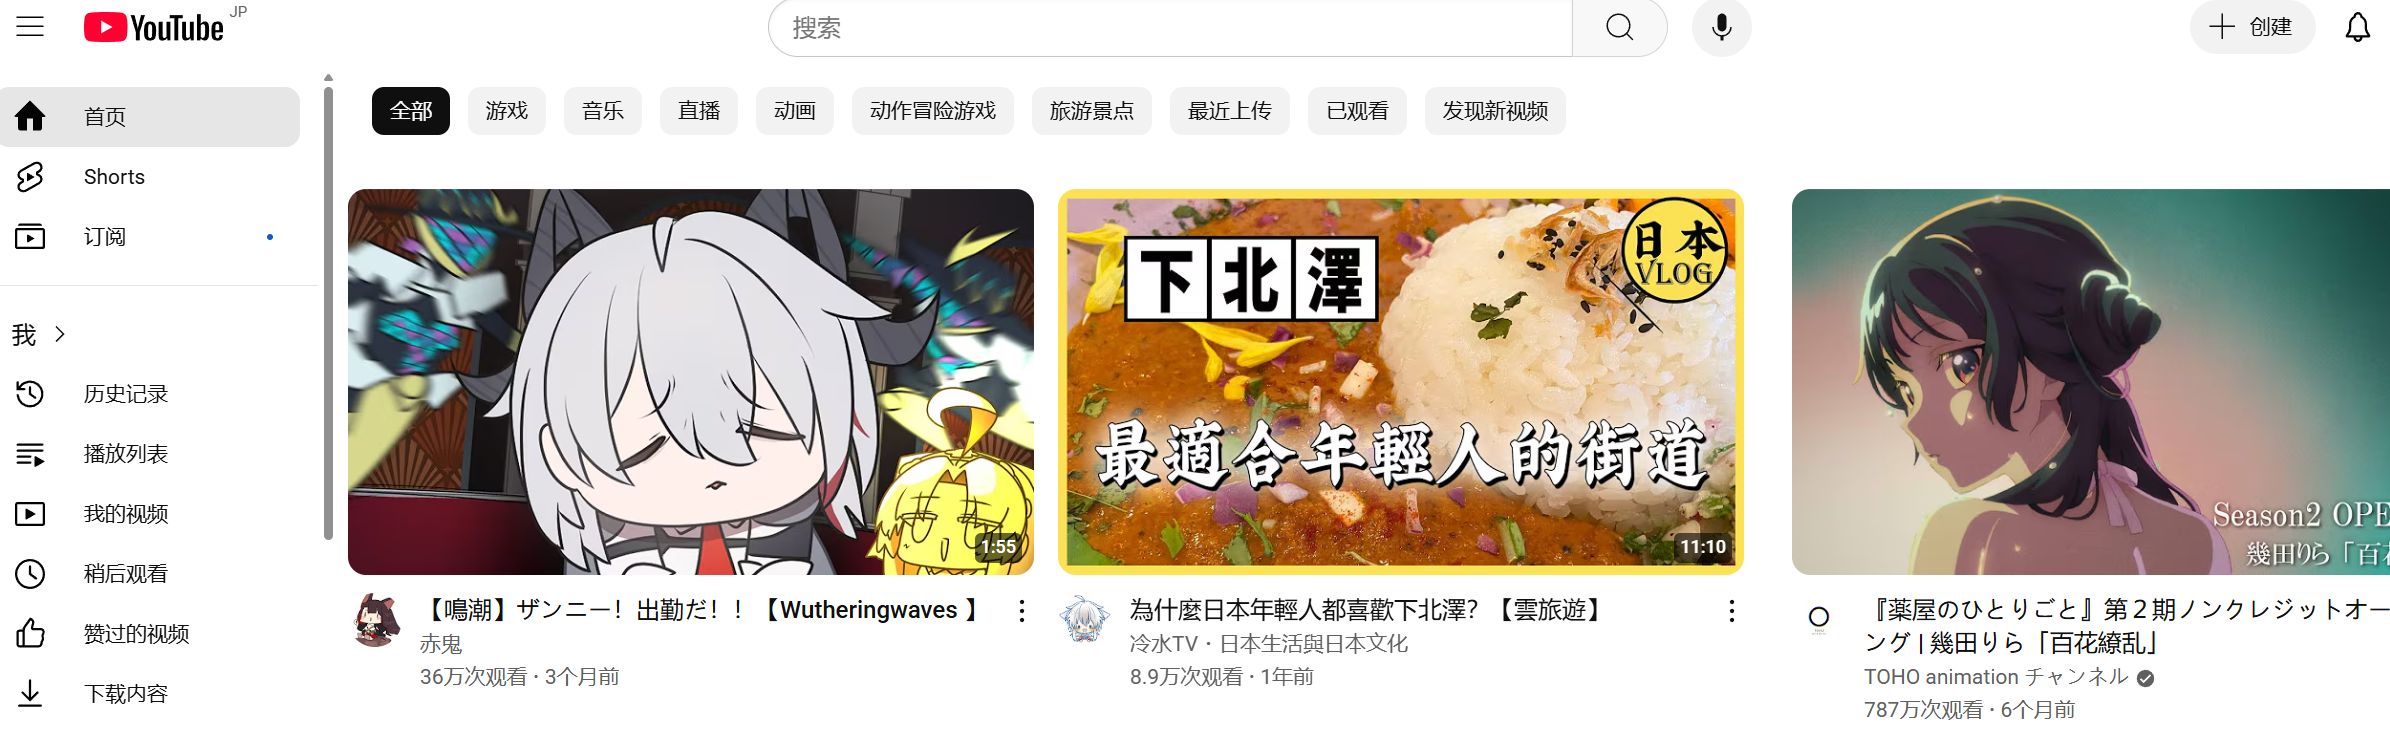 YouTube JP
搜索
创建
首页
Shorts
订阅
我
历史记录
播放列表
我的视频
稍后观看
赞过的视频
下载内容
全部
游戏
音乐
直播
动画
动作冒险游戏
旅游景点
最近上传
已观看
发现新视频
1:55
【鳴潮】ザンニー！出勤だ！！【Wutheringwaves 】
赤鬼
36万次观看 · 3个月前
下北澤
日本
VLOG
最適合年輕人的街道
11:10
為什麼日本年輕人都喜歡下北澤？【雲旅遊】
冷水TV・日本生活與日本文化
8.9万次观看 · 1年前
Season2 OPE
幾田りら「百花
『薬屋のひとりごと』第２期ノンクレジットオー
ング | 幾田りら「百花繚乱」
TOHO animation チャンネル
787万次观看 · 6个月前